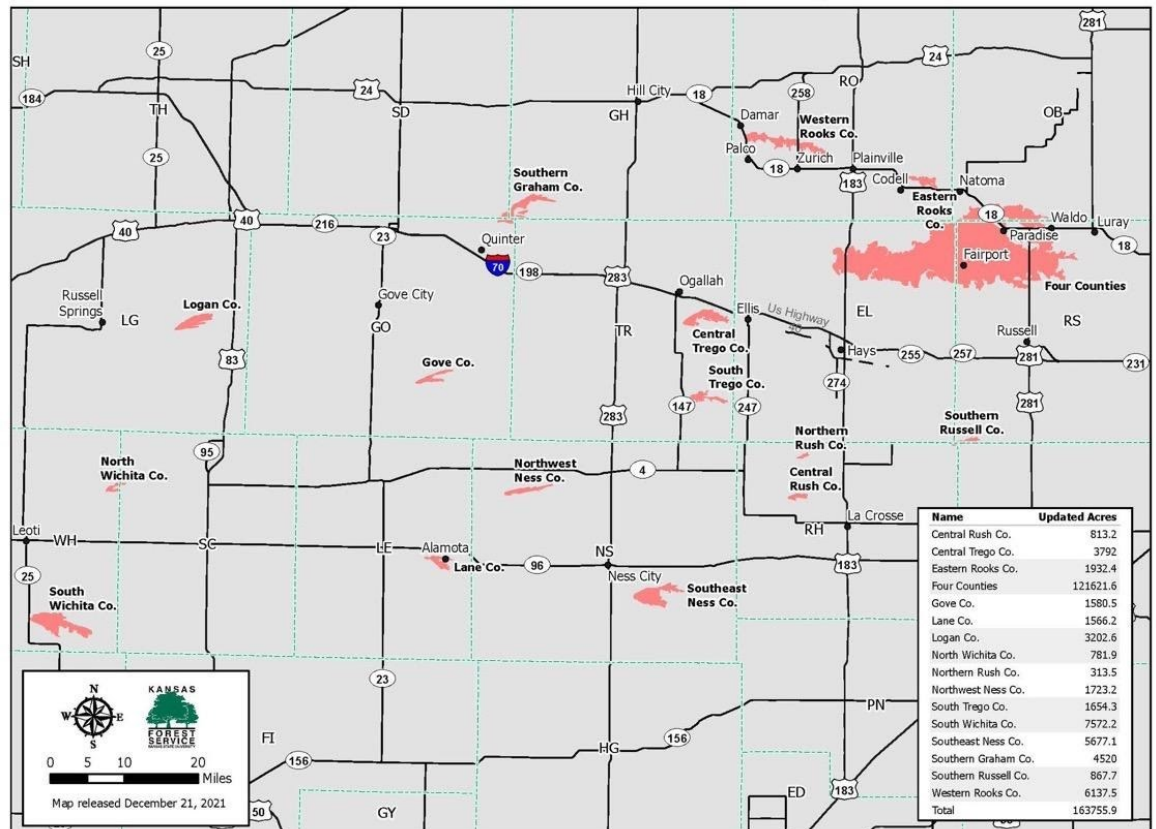 281
25
SH
24
24
184
TH
SD
Hill City
GH
18
258
RO
OB
Damar
Western
Rooks Co.
25
Palco
18
Zurich
Plainville
183
Codell
Natoma
Southern
Graham Co.
Eastern
Rooks
Co.
40
216
40
23
18
Waldo
Luray
Paradise
18
Quinter
70
198
Fairport
283
Four Counties
Russell
Springs
LG
Logan Co.
Gove City
GO
Ogallah
Ellis
Us Highway
40
EL
RS
Central
Trego Co.
TR
Russell
83
Hays
255
257
281
231
Gove Co.
South
Trego Co.
274
283
147
247
281
Southern
Russell Co.
95
Northern
Rush Co.
North
Wichita Co.
Northwest
Ness Co.
4
Central
Rush Co.
Leoti
WH
SC
LE
Alamota
Lane Co.
96
NS
Ness City
RH
La Crosse
183
25
South
Wichita Co.
Southeast
Ness Co.
23
PN
FI
156
HG
156
GY
50
ED
183
N
W
E
S
KANSAS
FOREST
SERVICE
KANSAS STATE UNIVERSITY
0 5 10 20
Miles
Map released December 21, 2021
Name Updated Acres
Central Rush Co. 813.2
Central Trego Co. 3792
Eastern Rooks Co. 1932.4
Four Counties 121621.6
Gove Co. 1580.5
Lane Co. 1566.2
Logan Co. 3202.6
North Wichita Co. 781.9
Northern Rush Co. 313.5
Northwest Ness Co. 1723.2
South Trego Co. 1654.3
South Wichita Co. 7572.2
Southeast Ness Co. 5677.1
Southern Graham Co. 4520
Southern Russell Co. 867.7
Western Rooks Co. 6137.5
Total 163755.9